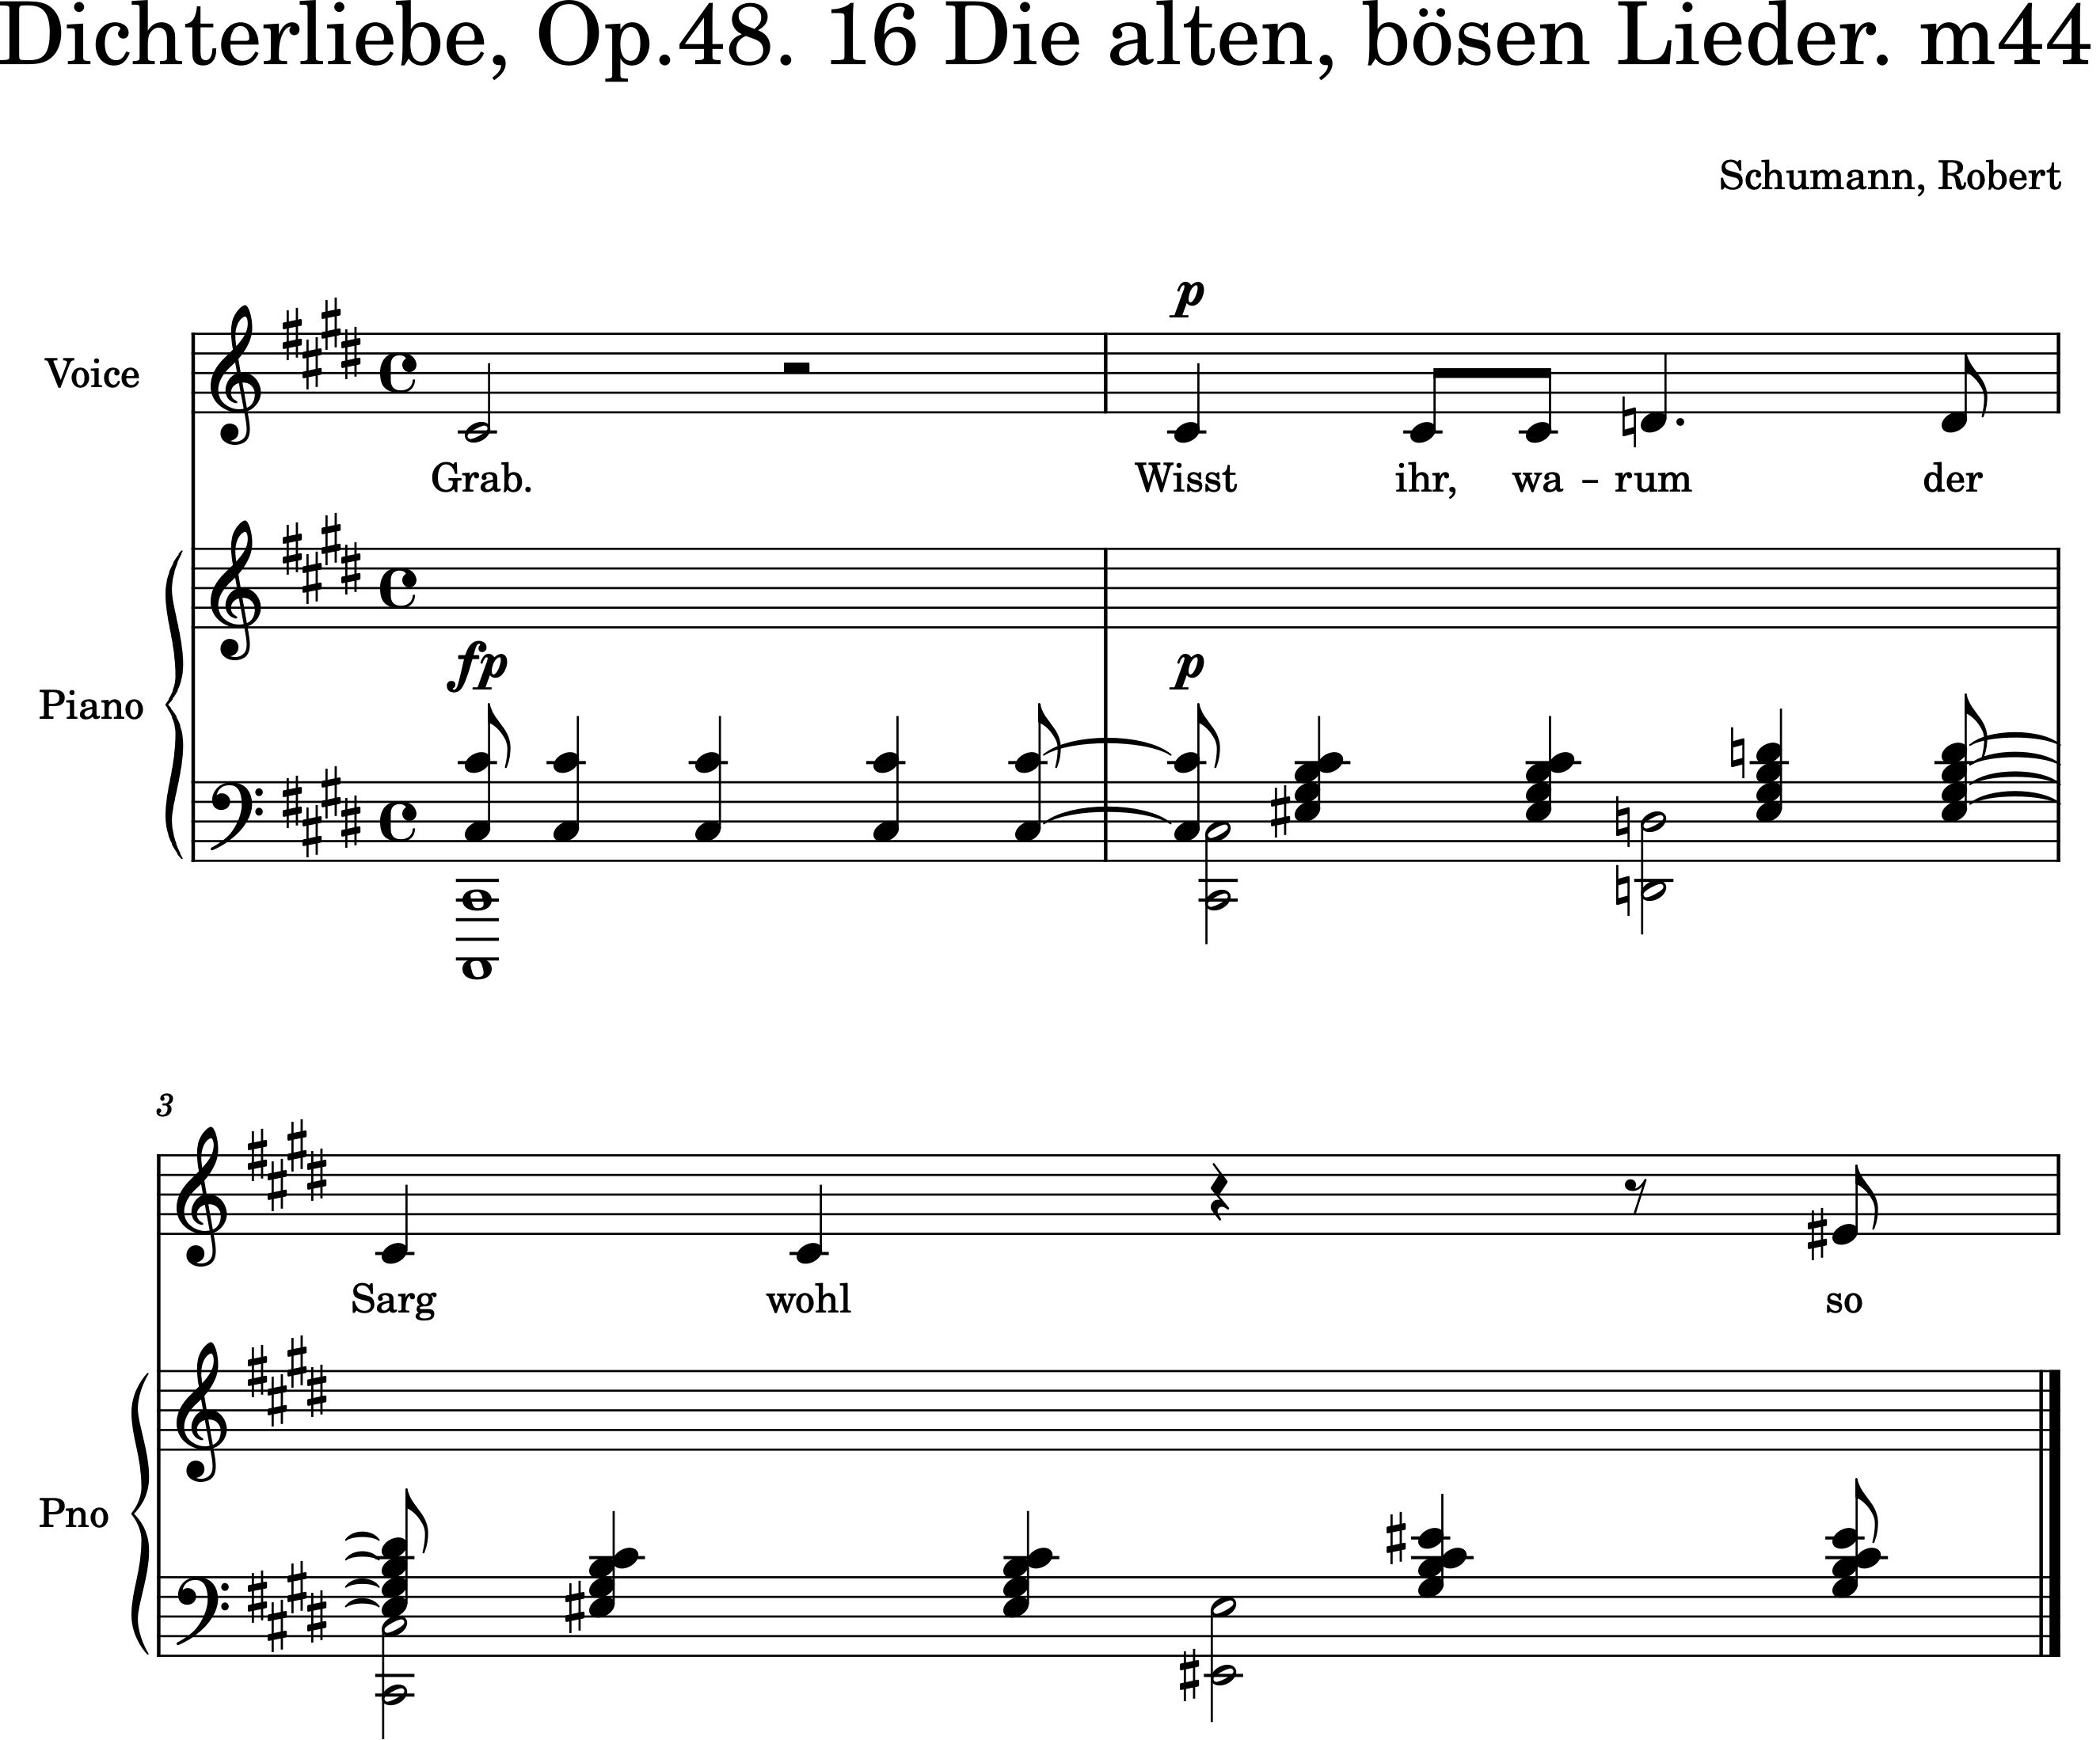 Dichterliebe, Op.48. 16 Die alten, bösen Lieder. m44
Schumann, Robert
p
Voice
Grab. Wisst ihr, wa – rum der
fp p
Piano
3
Sarg wohl so
Pno